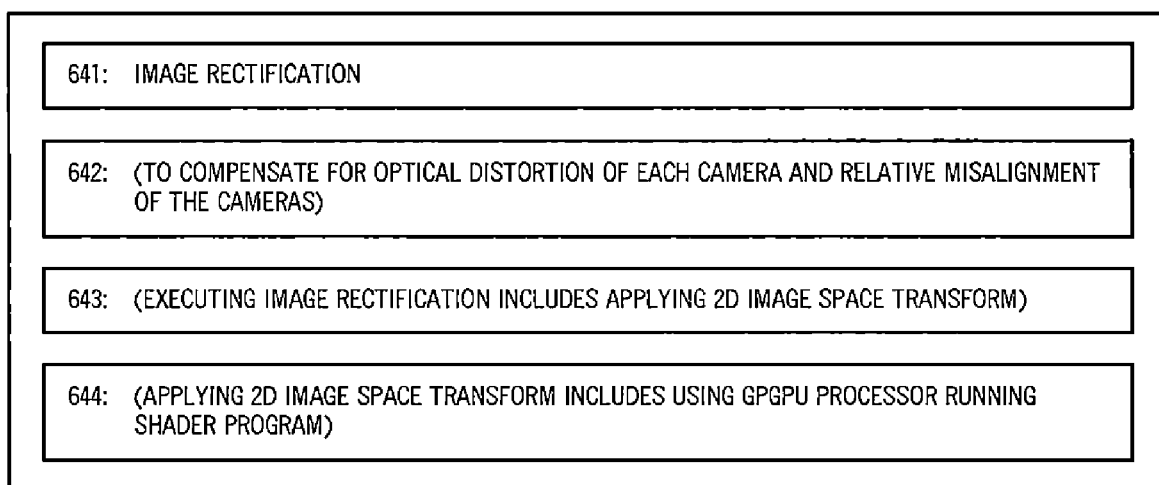 641: IMAGE RECTIFICATION
642: (TO COMPENSATE FOR OPTICAL DISTORTION OF EACH CAMERA AND RELATIVE MISALIGNMENT
OF THE CAMERAS)
643: (EXECUTING IMAGE RECTIFICATION INCLUDES APPLYING 2D IMAGE SPACE TRANSFORM)
644: (APPLYING 2D IMAGE SPACE TRANSFORM INCLUDES USING GPGPU PROCESSOR RUNNING
SHADER PROGRAM)